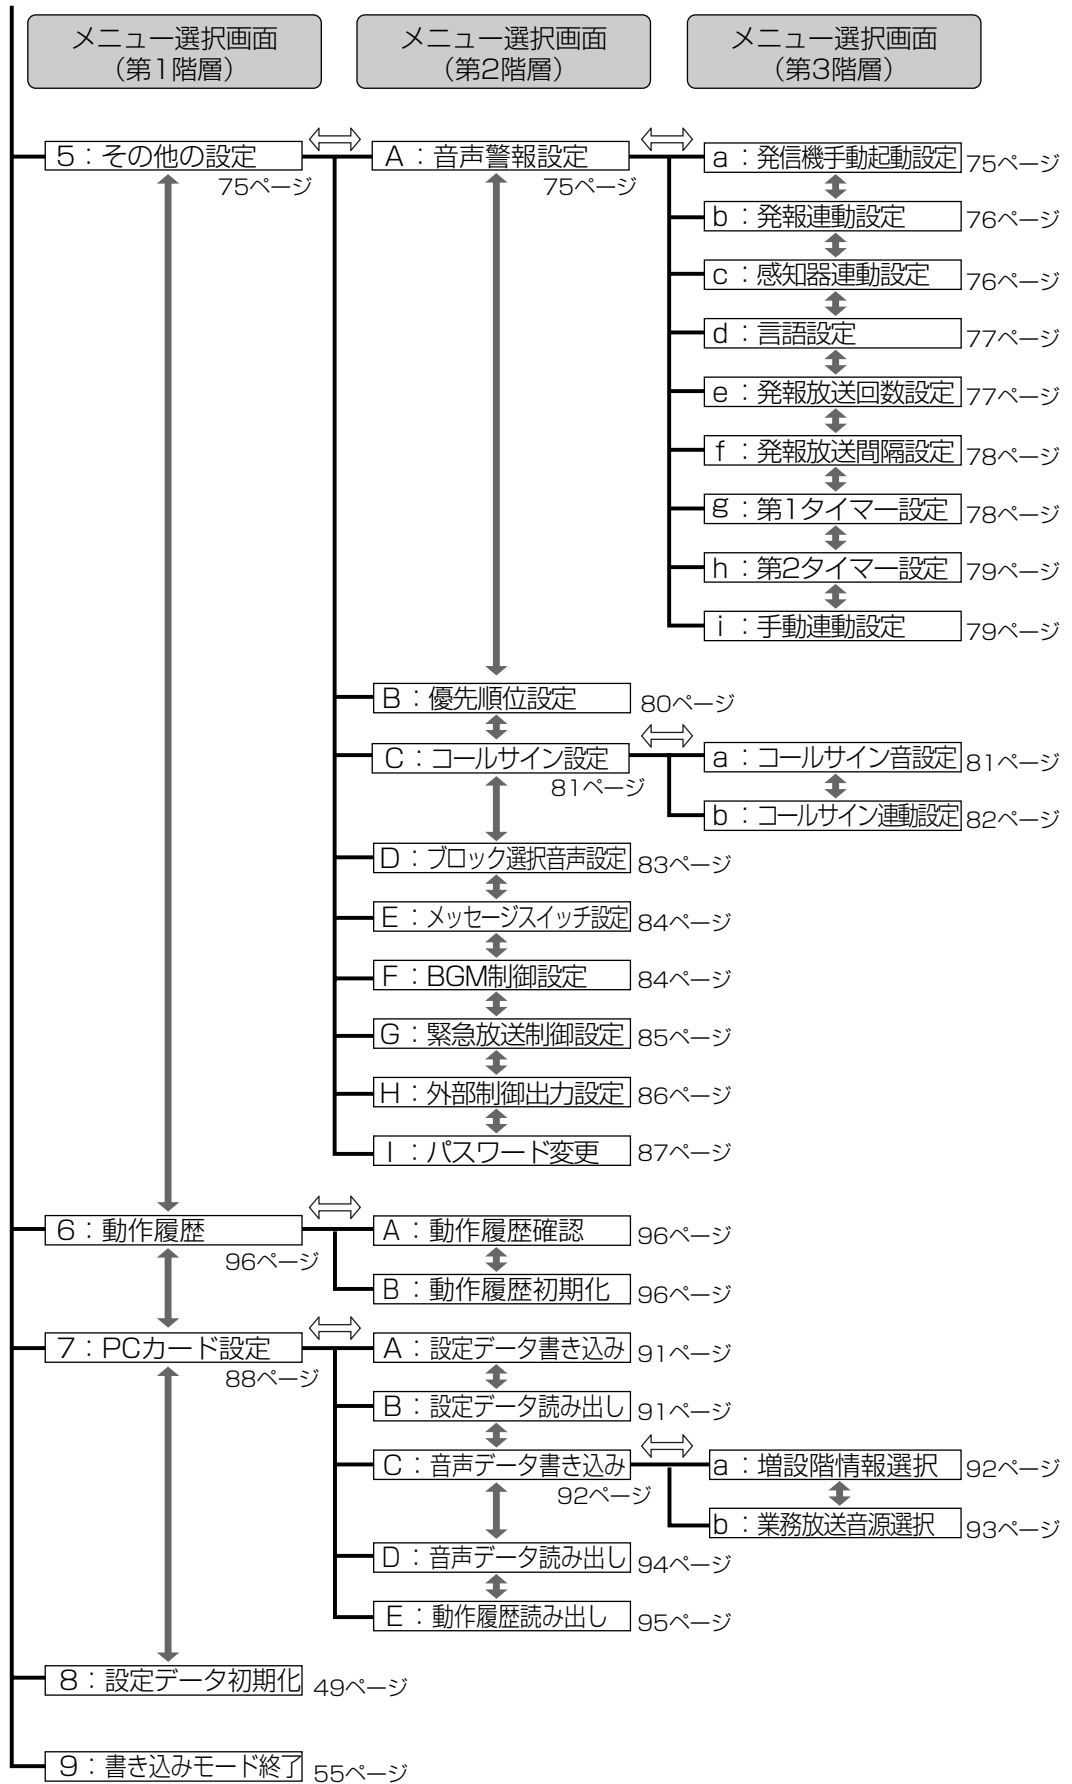 メニュー選択画面
（第1階層）
メニュー選択画面
（第2階層）
メニュー選択画面
（第3階層）
5：その他の設定
75ページ
A：音声警報設定
75ページ
a：発信機手動起動設定 75ページ
b：発報連動設定 76ページ
c：感知器連動設定 76ページ
d：言語設定 77ページ
e：発報放送回数設定 77ページ
f：発報放送間隔設定 78ページ
g：第1タイマー設定 78ページ
h：第2タイマー設定 79ページ
i：手動連動設定 79ページ
B：優先順位設定 80ページ
C：コールサイン設定
81ページ
a：コールサイン音設定 81ページ
b：コールサイン連動設定 82ページ
D：ブロック選択音声設定 83ページ
E：メッセージスイッチ設定 84ページ
F：BGM制御設定 84ページ
G：緊急放送制御設定 85ページ
H：外部制御出力設定 86ページ
I：パスワード変更 87ページ
6：動作履歴
96ページ
A：動作履歴確認 96ページ
B：動作履歴初期化 96ページ
7：PCカード設定
88ページ
A：設定データ書き込み 91ページ
B：設定データ読み出し 91ページ
C：音声データ書き込み
92ページ
a：増設階情報選択 92ページ
b：業務放送音源選択 93ページ
D：音声データ読み出し 94ページ
E：動作履歴読み出し 95ページ
8：設定データ初期化 49ページ
9：書き込みモード終了 55ページ